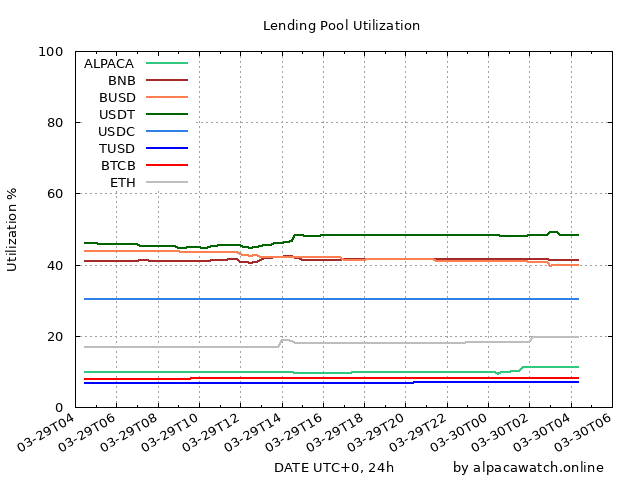 Lending Pool Utilization
Utilization %
100
80
60
40
20
0
ALPACA
BNB
BUSD
USDT
USDC
TUSD
BTCB
ETH
03-29T04
03-29T06
03-29T08
03-29T10
03-29T12
03-29T14
03-29T16
03-29T18
03-29T20
03-29T22
03-30T00
03-30T02
03-30T04
03-30T06
DATE UTC+0, 24h
by alpacawatch.online